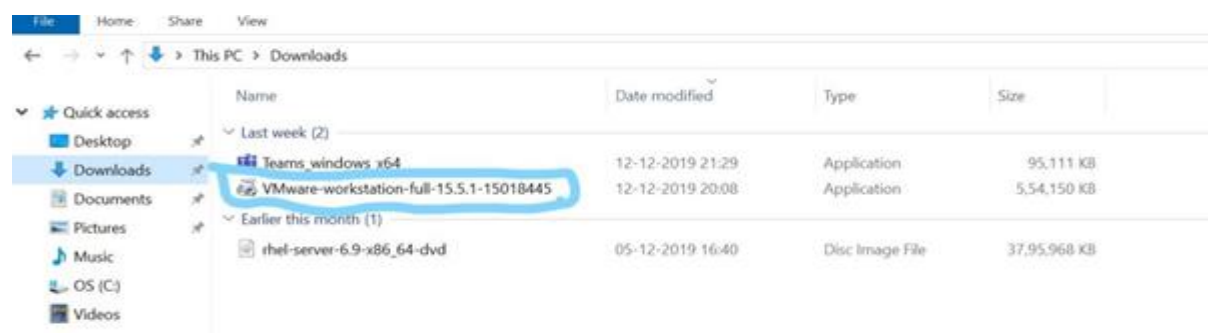 File Home Share View
This PC > Downloads
Name Date modified Type Size
Quick access
Last week (2)
Desktop
Teams_windows_x64 12-12-2019 21:29 Application 95,111 KB
Downloads
VMware-workstation-full-15.5.1-15018445 12-12-2019 20:08 Application 5,54,150 KB
Documents
Earlier this month (1)
Pictures
rhel-server-6.9-x86_64-dvd 05-12-2019 16:40 Disc Image File 37,95,968 KB
Music
OS (C:)
Videos